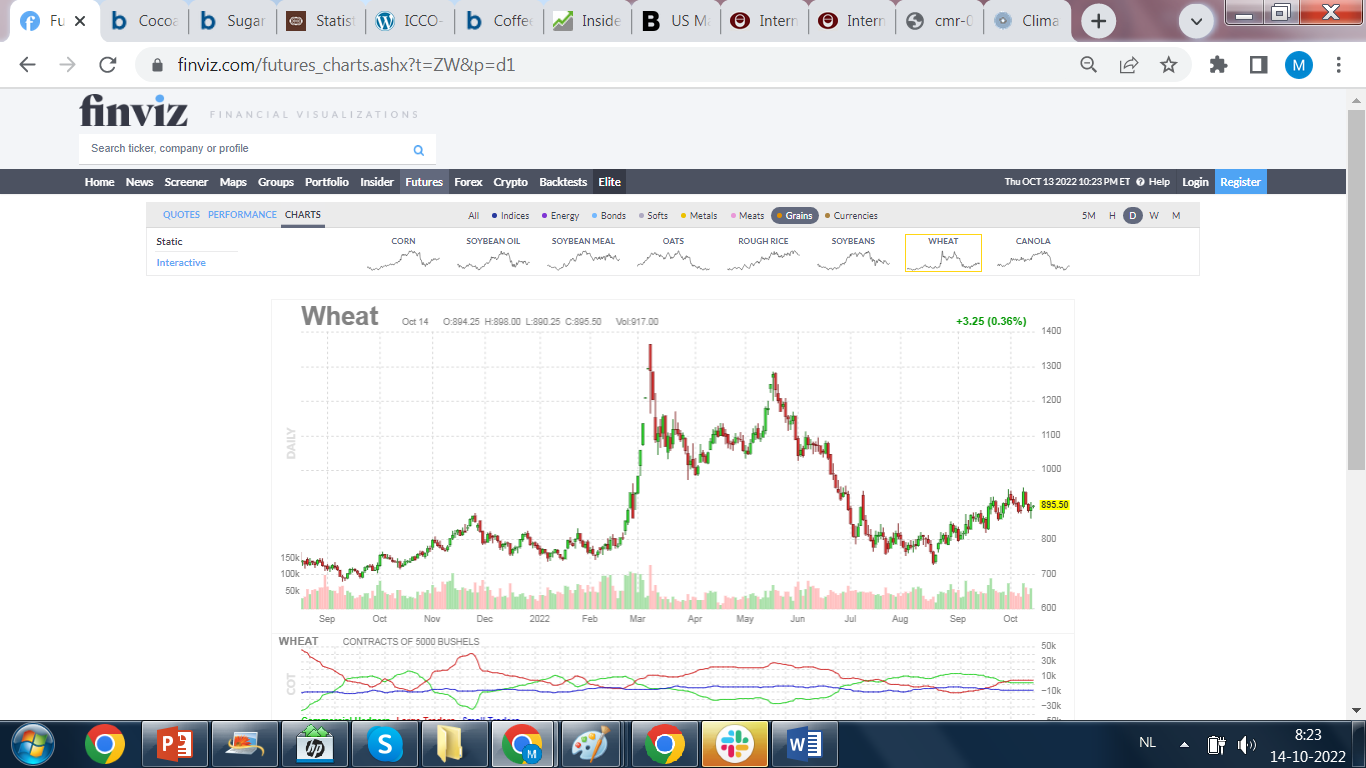 Fu
Cocoa
Sugar
Statist
ICCO-
Coffee
Inside
US Ma
Intern
Intern
cmr-0
Clima
finviz.com/futures_charts.ashx?t=ZW&p=d1
M
finviz FINANCIAL VISUALIZATIONS
Search ticker, company or profile
Home News Screener Maps Groups Portfolio Insider Futures Forex Crypto Backtests Elite Thu OCT 13 2022 10:23 PM ET Help Login Register
QUOTES PERFORMANCE CHARTS All Indices Energy Bonds Softs Metals Meats Grains Currencies 5M H D W M
Static
Interactive
CORN SOYBEAN OIL SOYBEAN MEAL OATS ROUGH RICE SOYBEANS WHEAT CANOLA
Wheat Oct 14 O:894.25 H:898.00 L:890.25 C:895.50 Vol:917.00 +3.25 (0.36%)
DAILY
1400
1300
1200
1100
1000
895.50
800
700
600
150k
100k
50k
Sep Oct Nov Dec 2022 Feb Mar Apr May Jun Jul Aug Sep Oct
WHEAT CONTRACTS OF 5000 BUSHELS
COT
50k
30k
10k
−10k
−30k
NL
8:23
14-10-2022